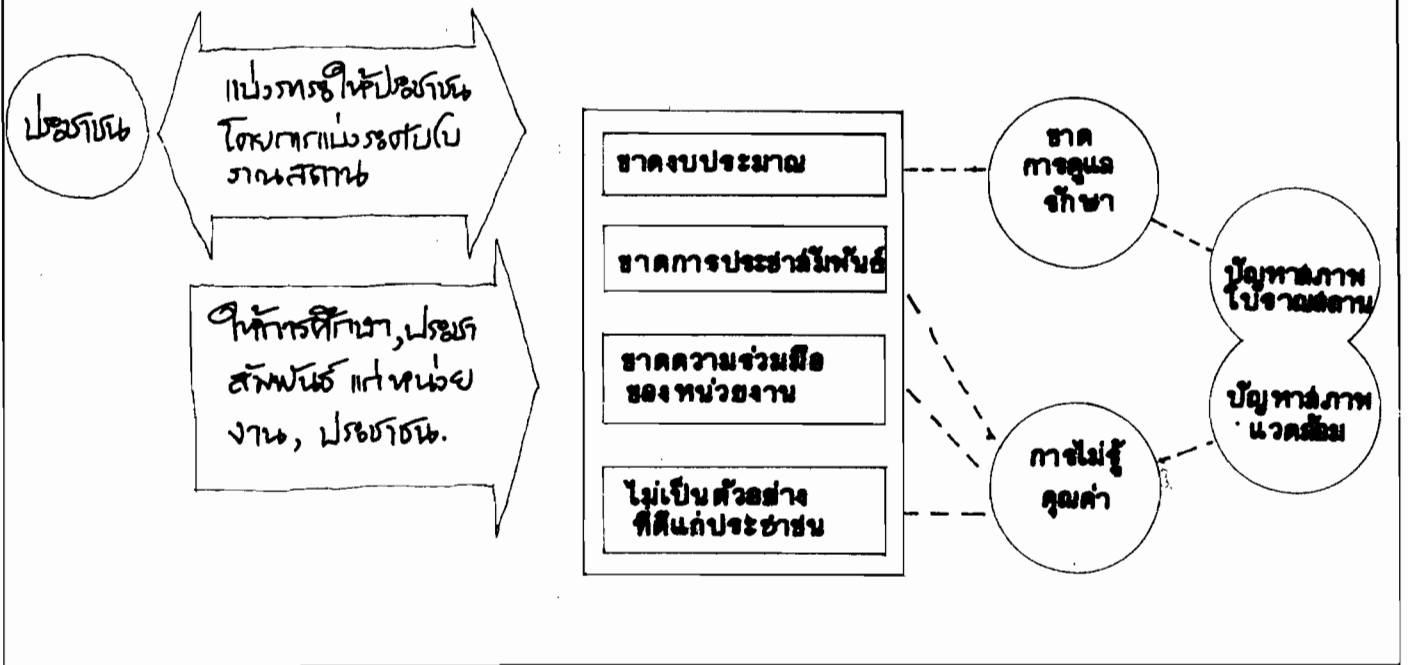 ประชาชน
แบ่งภาระให้ประชาชน
โดยการแบ่งระดับโบ
ราณสถาน
ให้การศึกษา,ประชา
สัมพันธ์ แก่หน่วย
งาน, ประชาชน.
ขาดงบประมาณ
ขาดการประชาสัมพันธ์
ขาดความร่วมมือ
ของหน่วยงาน
ไม่เป็นตัวอย่าง
ที่ดีแก่ประชาชน
ขาด
การดูแล
รักษา
การไม่รู้
คุณค่า
ปัญหาสภาพ
โบราณสถาน
ปัญหาสภาพ
แวดล้อม